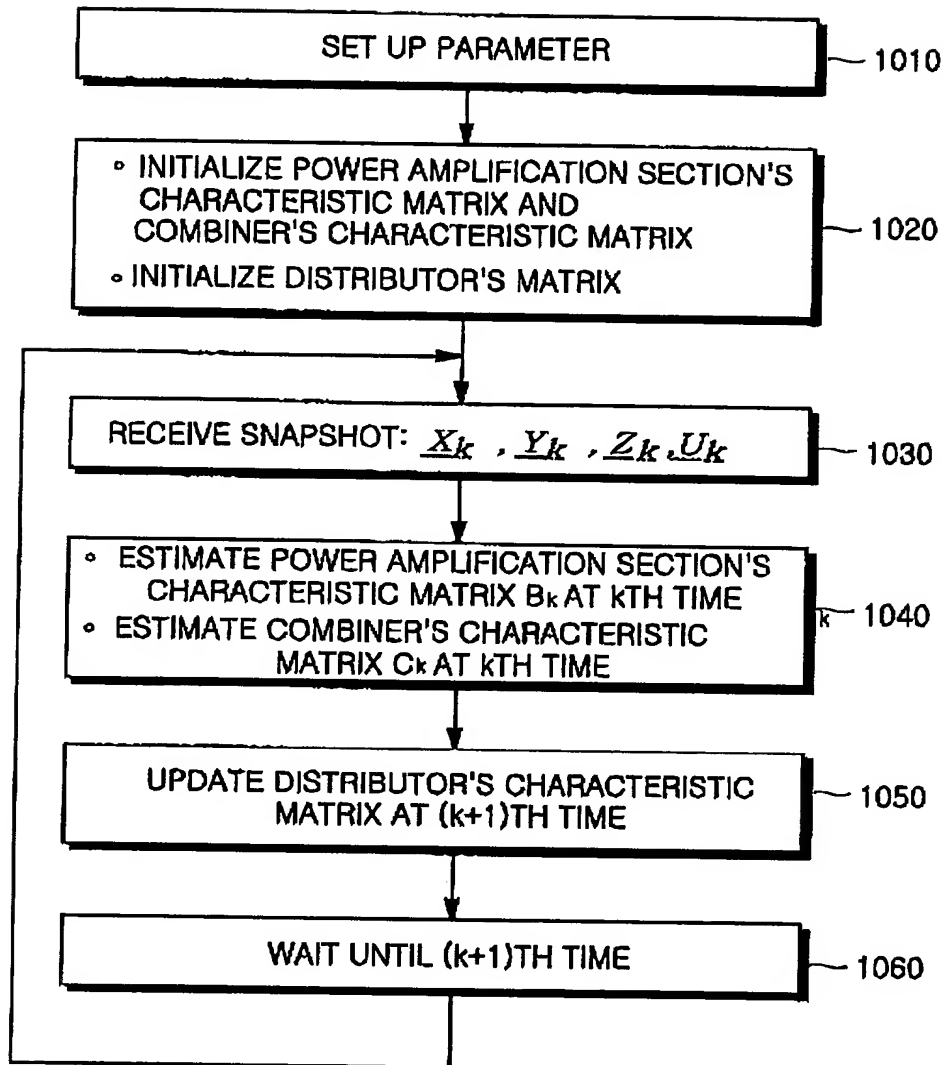 SET UP PARAMETER
1010
° INITIALIZE POWER AMPLIFICATION SECTION'S
CHARACTERISTIC MATRIX AND
COMBINER'S CHARACTERISTIC MATRIX
° INITIALIZE DISTRIBUTOR'S MATRIX
1020
RECEIVE SNAPSHOT: Xk , Yk , Zk , Uk
1030
° ESTIMATE POWER AMPLIFICATION SECTION'S
CHARACTERISTIC MATRIX Bk AT kTH TIME
° ESTIMATE COMBINER'S CHARACTERISTIC
MATRIX Ck AT kTH TIME
k 1040
UPDATE DISTRIBUTOR'S CHARACTERISTIC
MATRIX AT (k+1)TH TIME
1050
WAIT UNTIL (k+1)TH TIME
1060